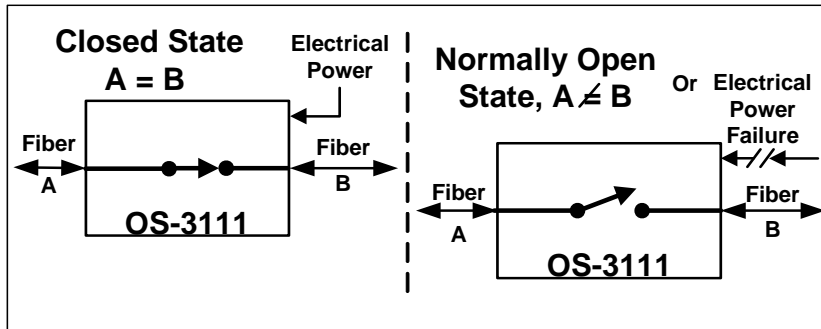 Closed State
A = B
Electrical
Power
Fiber
A
Fiber
B
OS-3111
Normally Open
State, A ≠ B
Or
Electrical
Power
Failure
Fiber
A
Fiber
B
OS-3111